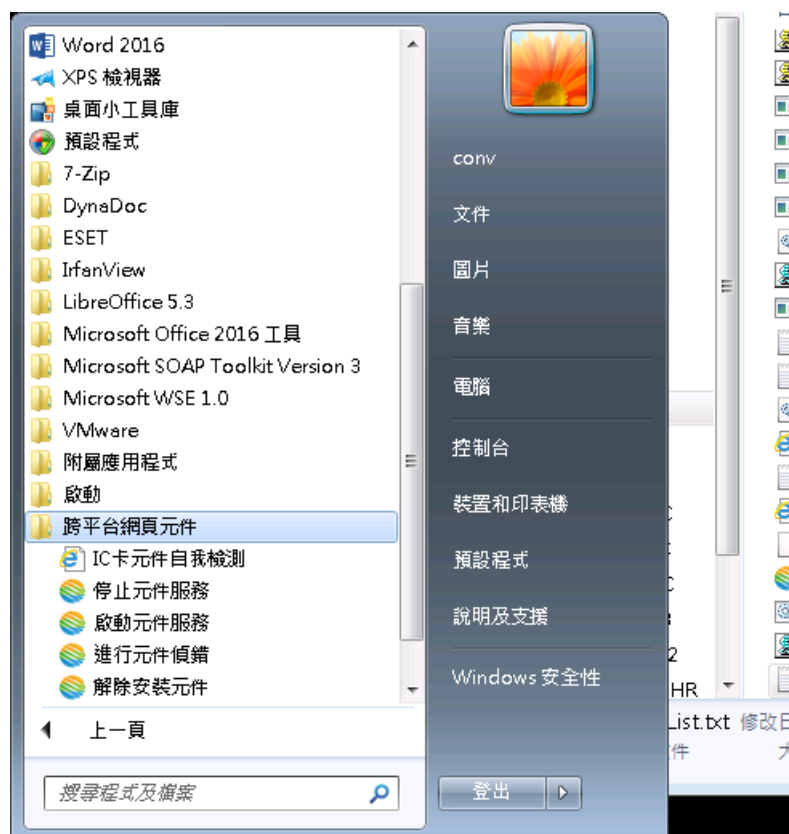 Word 2016
XPS 檢視器
桌面小工具庫
預設程式
7-Zip
DynaDoc
ESET
IrfanView
LibreOffice 5.3
Microsoft Office 2016 工具
Microsoft SOAP Toolkit Version 3
Microsoft WSE 1.0
VMware
附屬應用程式
啟動
跨平台網頁元件
IC卡元件自我檢測
停止元件服務
啟動元件服務
進行元件偵錯
解除安裝元件
上一頁
搜尋程式及檔案
conv
文件
圖片
音樂
電腦
控制台
裝置和印表機
預設程式
說明及支援
Windows 安全性
登出
2
HR
List.txt 修改日
件